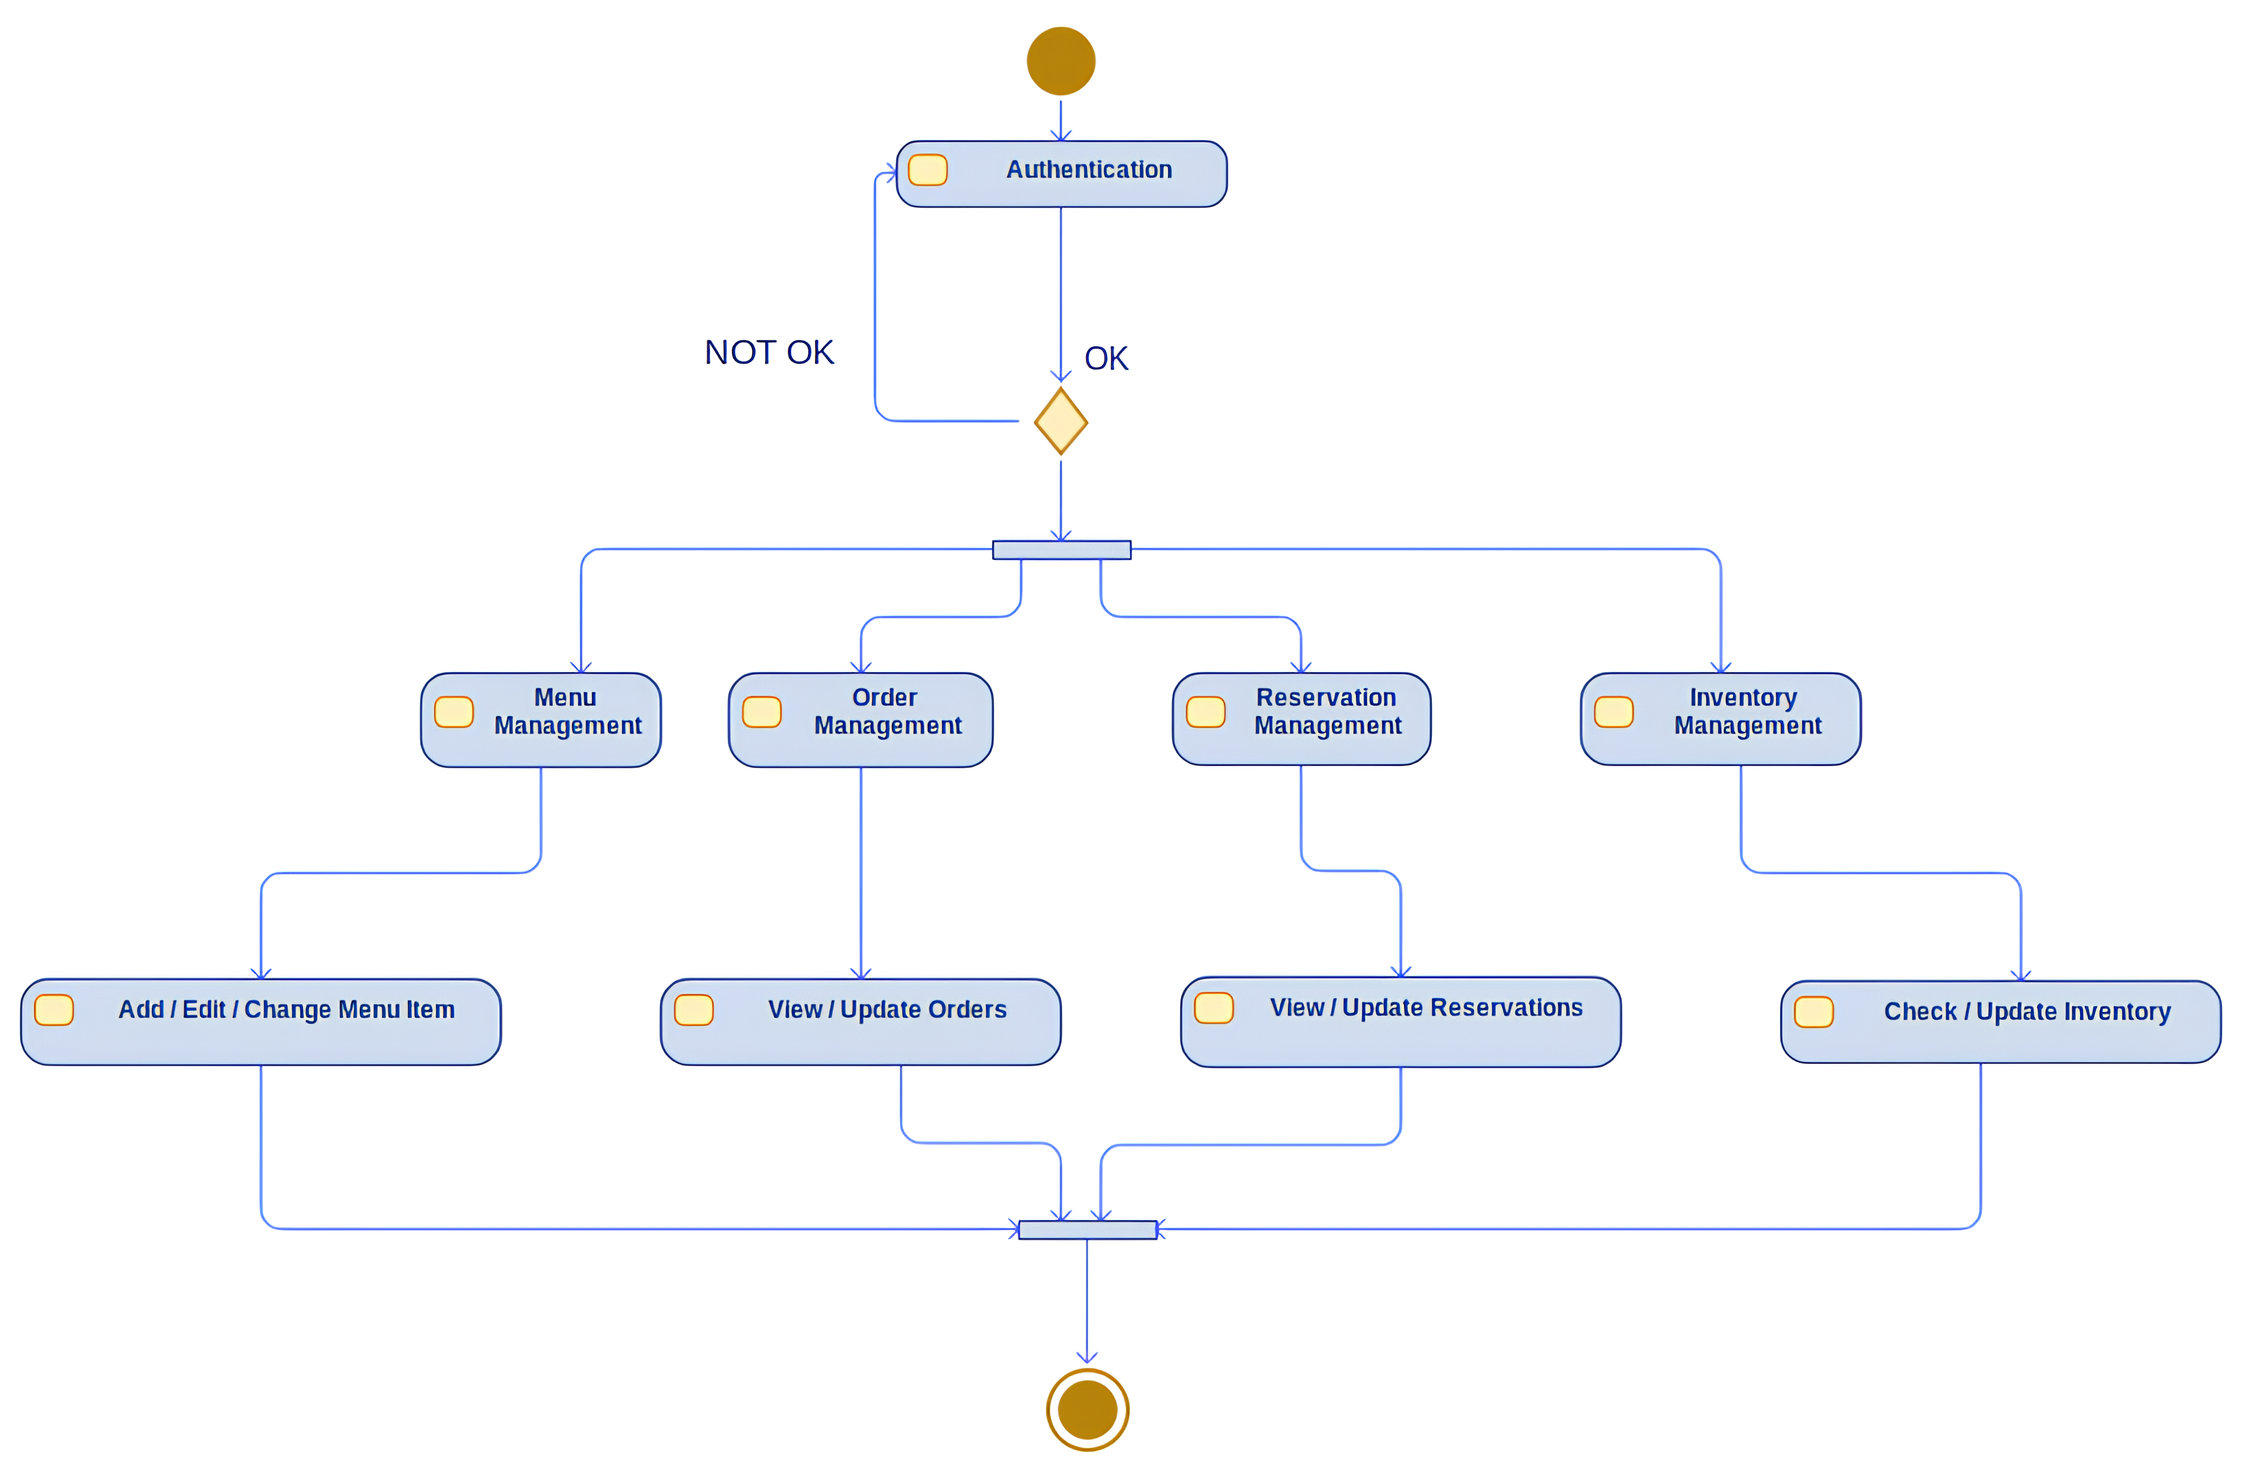 Authentication
NOT OK
OK
Menu
Management
Order
Management
Reservation
Management
Inventory
Management
Add / Edit / Change Menu Item
View / Update Orders
View / Update Reservations
Check / Update Inventory